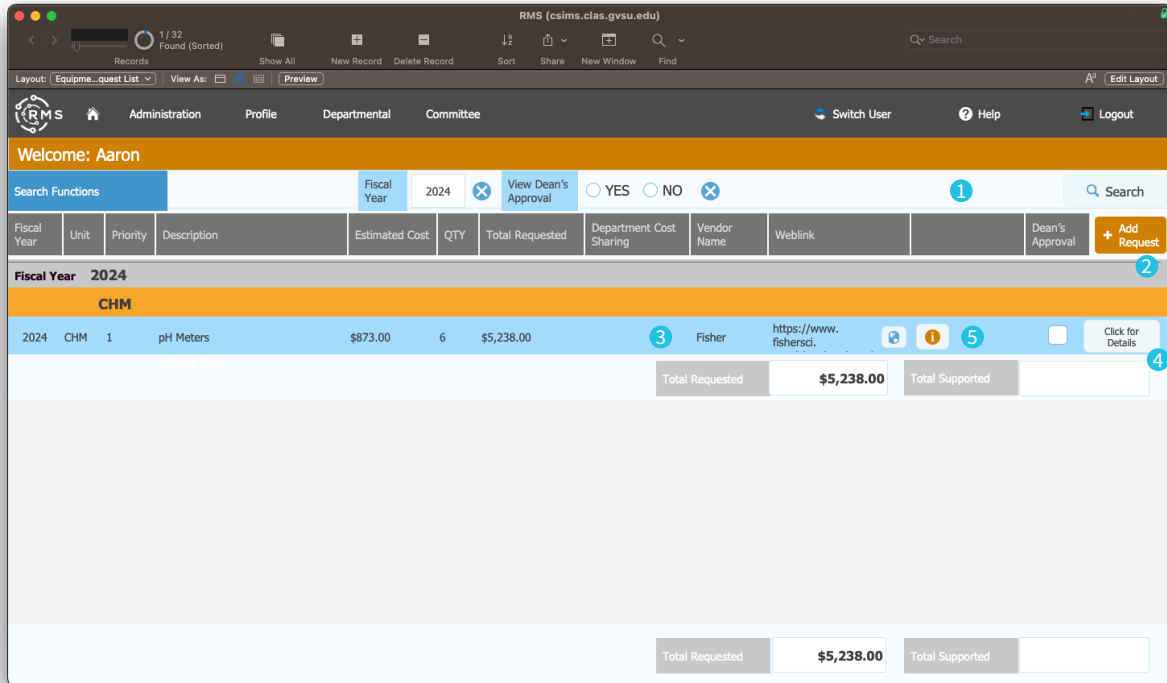 RMS (csims.clas.gvsu.edu)
1 / 32
Found (Sorted)
Records
Show All
New Record
Delete Record
Sort
Share
New Window
Find
Search
Layout: Equipme...quest List
View As:
Preview
Aa
Edit Layout
RMS
Administration
Profile
Departmental
Committee
Switch User
Help
Logout
Welcome: Aaron
Search Functions
Fiscal
Year
2024
View Dean's
Approval
YES
NO
1
Search
Fiscal
Year
Unit
Priority
Description
Estimated Cost
QTY
Total Requested
Department Cost
Sharing
Vendor
Name
Weblink
Dean's
Approval
+ Add
Request
2
Fiscal Year 2024
CHM
2024 CHM 1 pH Meters $873.00 6 $5,238.00
3
Fisher
https://www.
fishersci.
5
Click for
Details
4
Total Requested $5,238.00 Total Supported
Total Requested $5,238.00 Total Supported